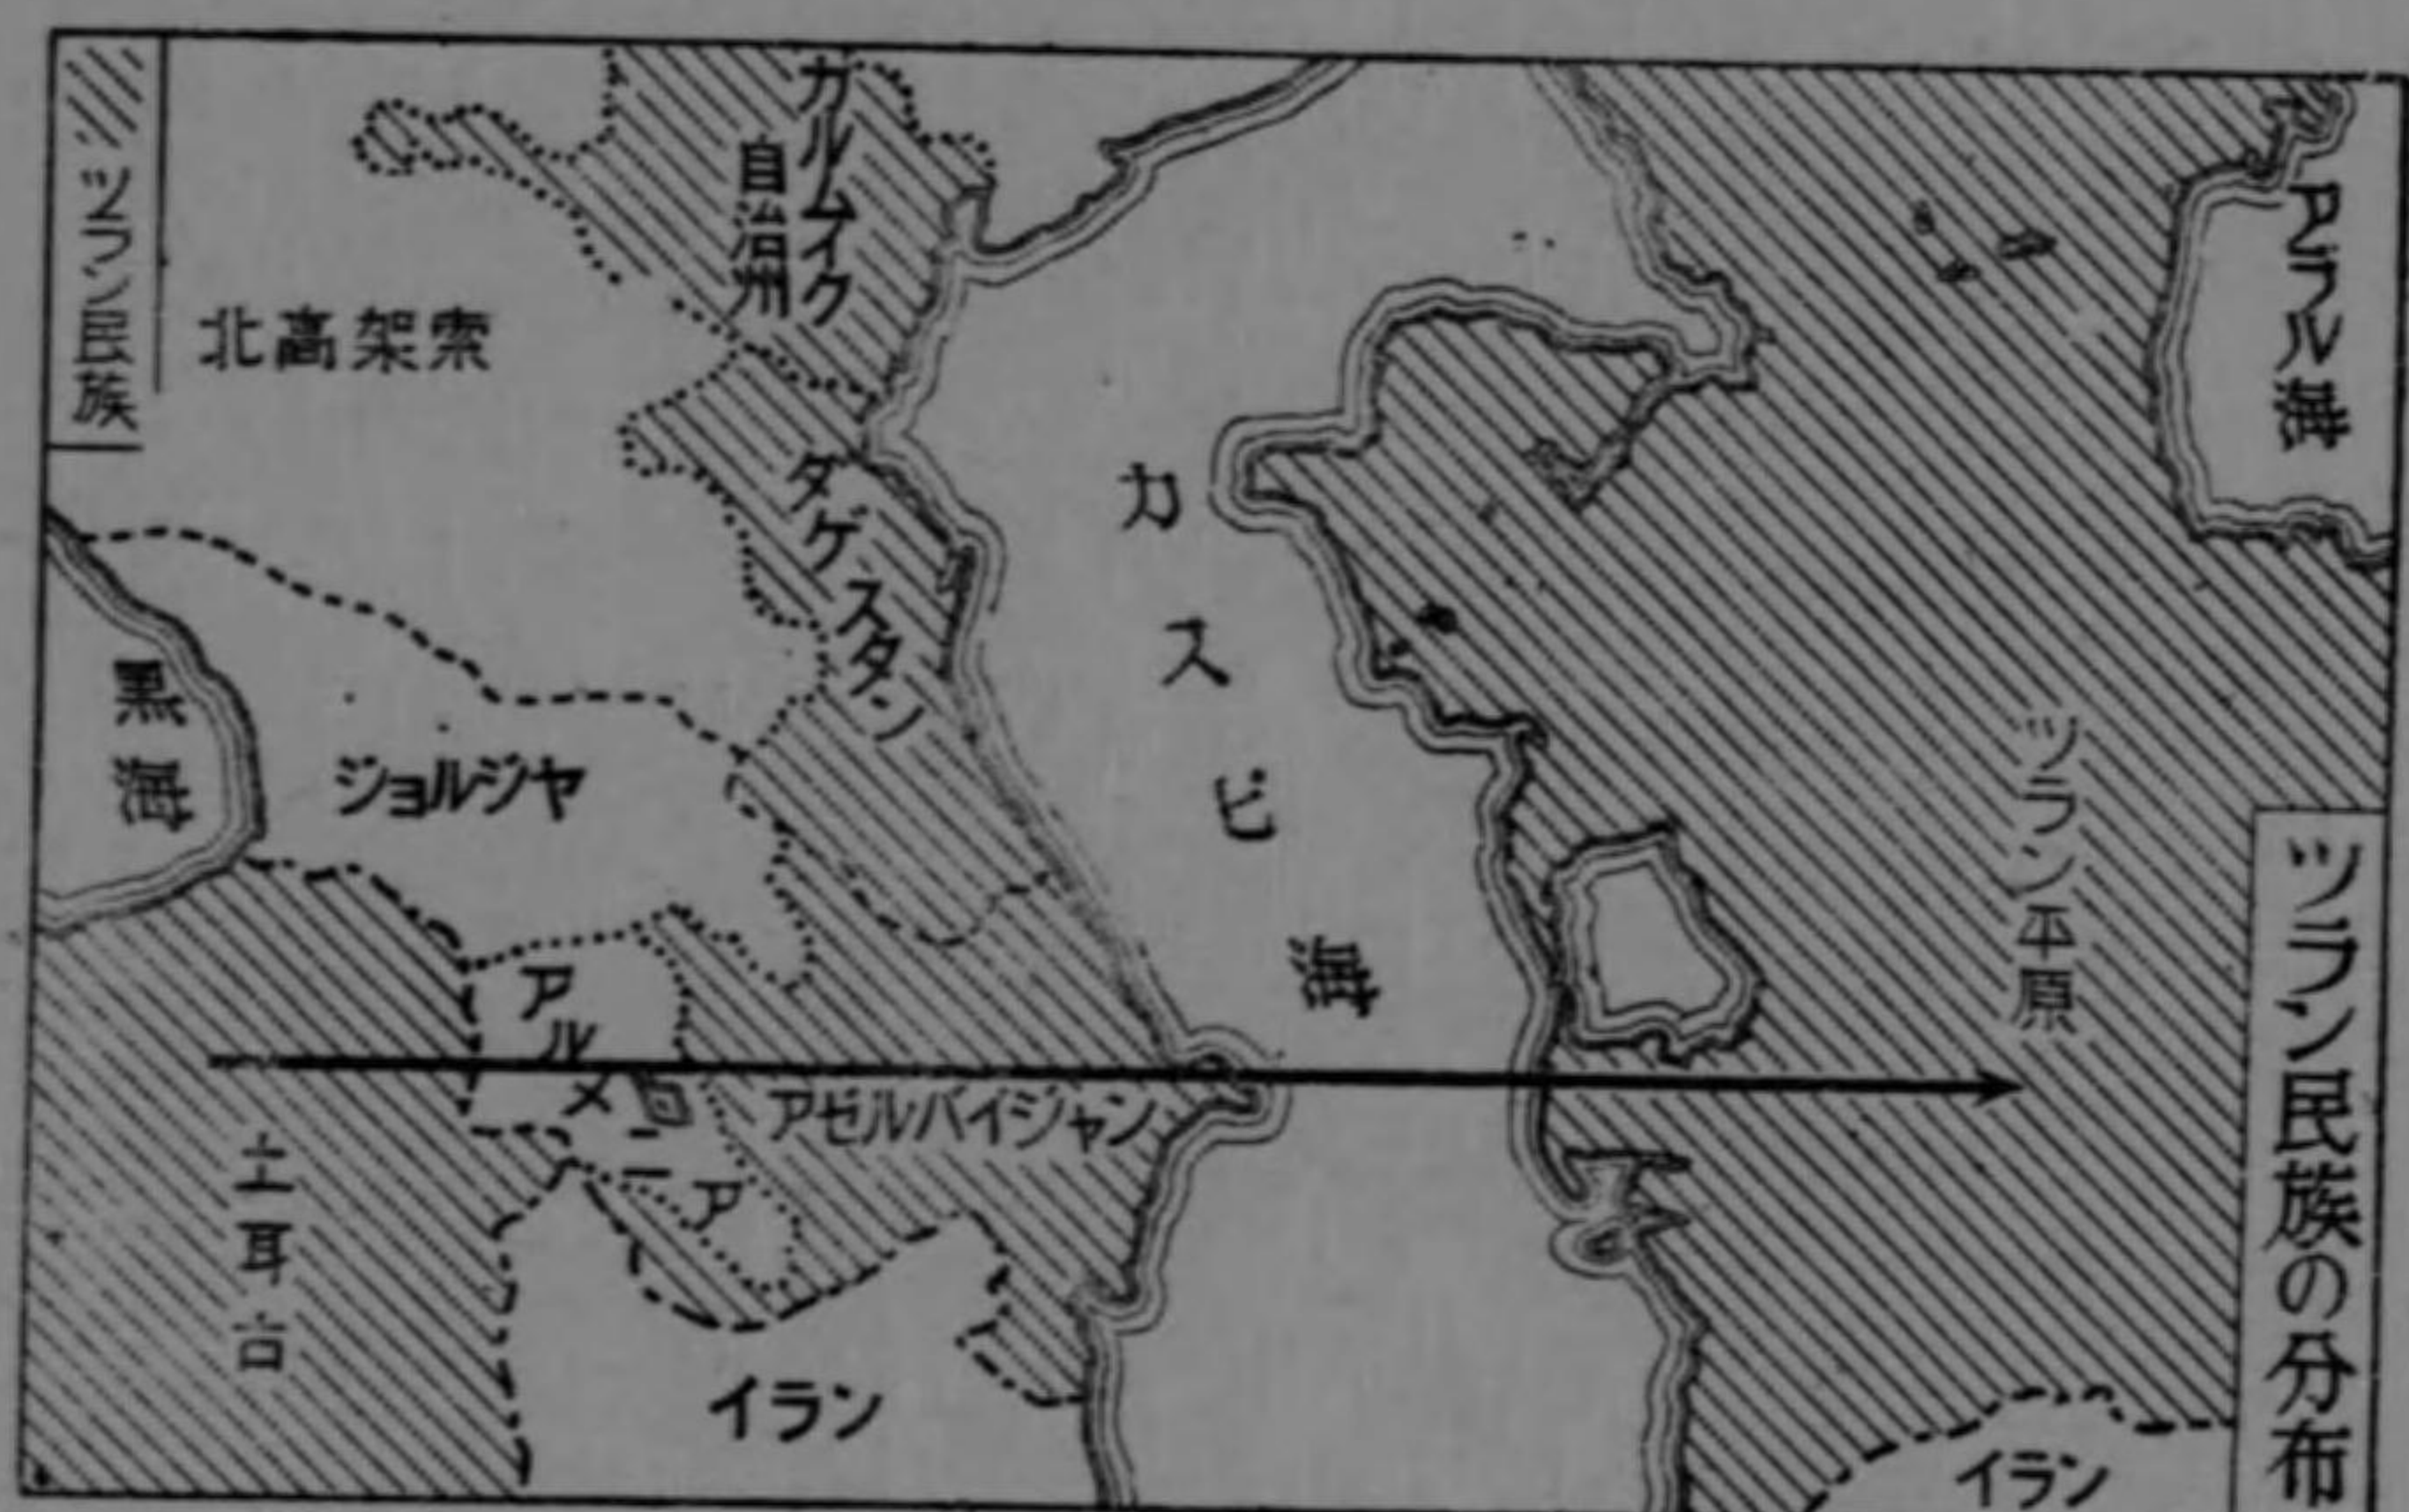 ツラン民族の分布
ツラン民族
アラル海
ツラン平原
カスピ海
カルムイク
自治州
北高架索
ダゲスタン
黒海
ジョルジヤ
アルメニア
アゼルバイジャン
土耳古
イラン
イラン